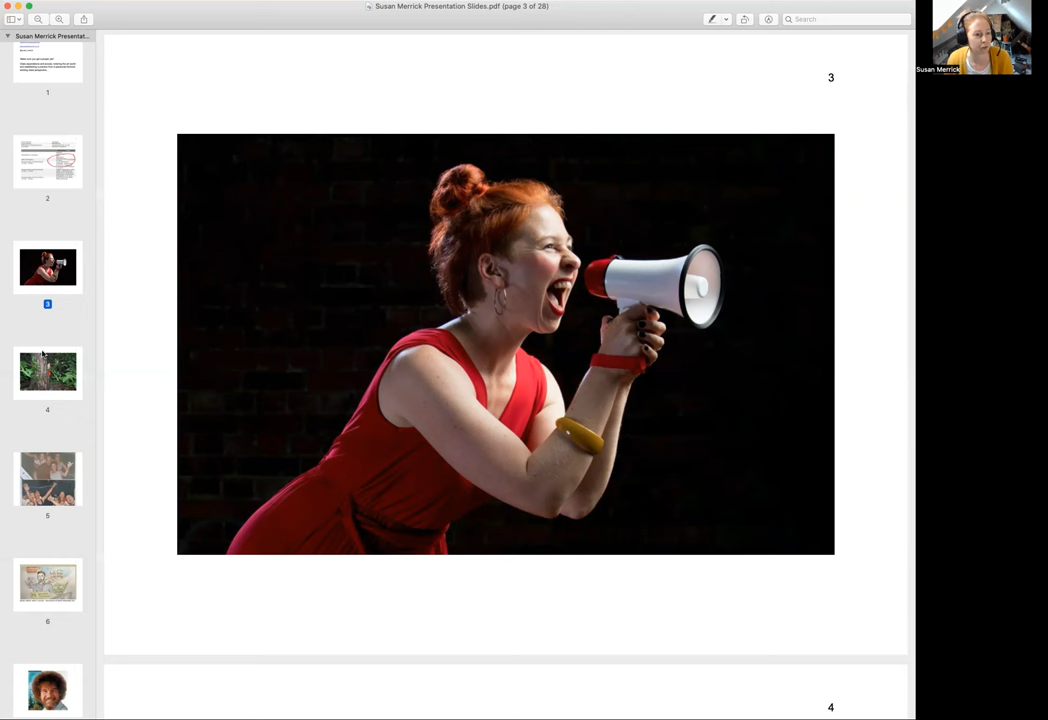 Susan Merrick Presentation Slides.pdf (page 3 of 28)
Search
Susan Merrick Presentat...
Susan Merrick
1
2
3
4
5
6
3
4